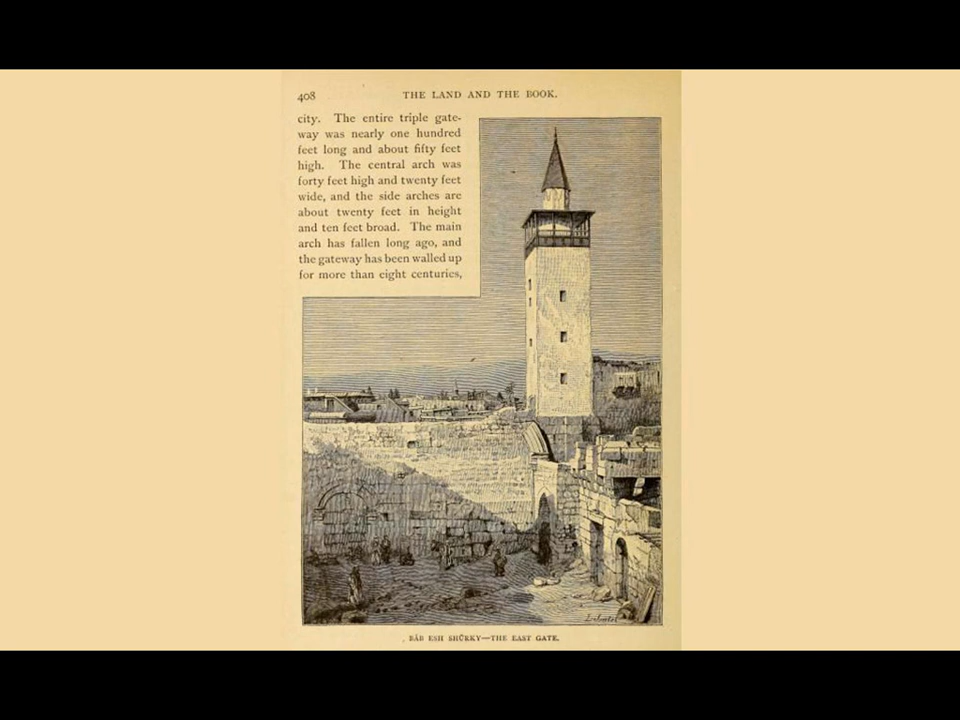 408
THE LAND AND THE BOOK.
city. The entire triple gate-
way was nearly one hundred
feet long and about fifty feet
high. The central arch was
forty feet high and twenty feet
wide, and the side arches are
about twenty feet in height
and ten feet broad. The main
arch has fallen long ago, and
the gateway has been walled up
for more than eight centuries,
BÂB ESH SHŬRKY—THE EAST GATE.